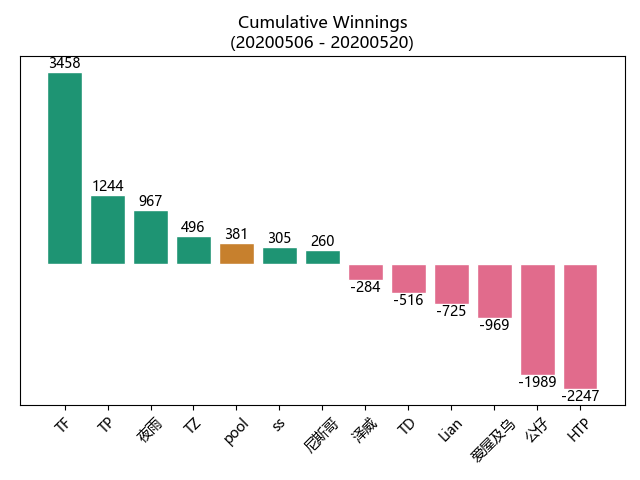 Cumulative Winnings
(20200506 - 20200520)
3458
1244
967
496
381
305
260
-284
-516
-725
-969
-1989
-2247
TF
TP
夜雨
TZ
pool
ss
尼斯哥
泽威
TD
Lian
爱屋及乌
公仔
HTP